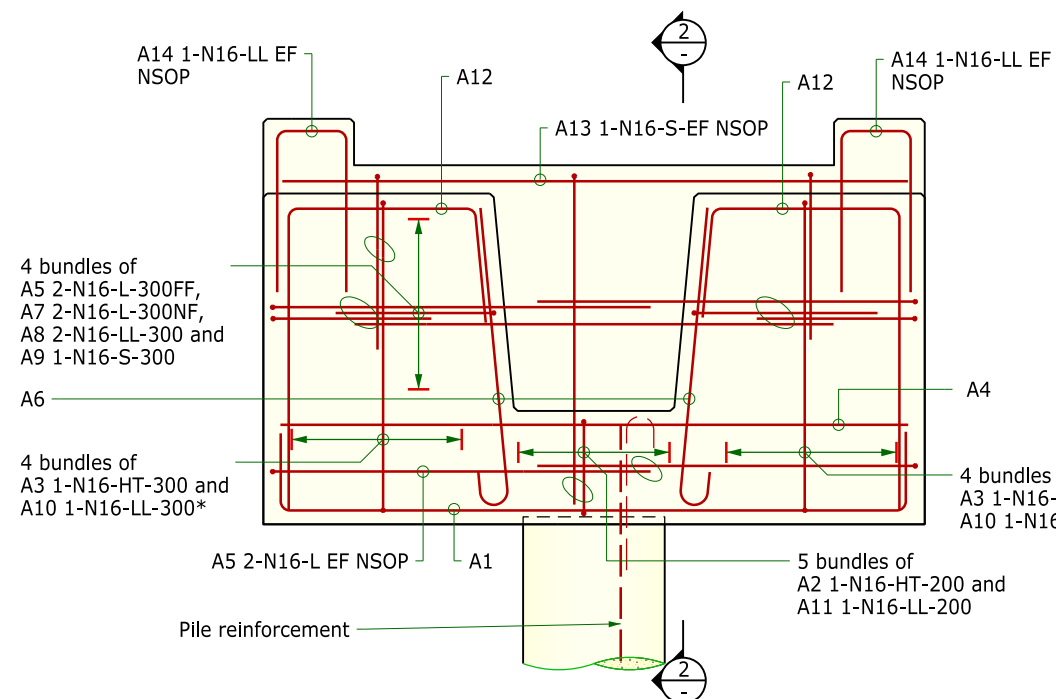 2
-
A14 1-N16-LL EF
NSOP
A12
A14 1-N16-LL EF
NSOP
A12
A13 1-N16-S-EF NSOP
4 bundles of
A5 2-N16-L-300FF,
A7 2-N16-L-300NF,
A8 2-N16-LL-300 and
A9 1-N16-S-300
A6
A4
4 bundles of
A3 1-N16-HT-300 and
A10 1-N16-LL-300*
4 bundles
A3 1-N16-
A10 1-N16
A5 2-N16-L EF NSOP
A1
5 bundles of
A2 1-N16-HT-200 and
A11 1-N16-LL-200
Pile reinforcement
2
-